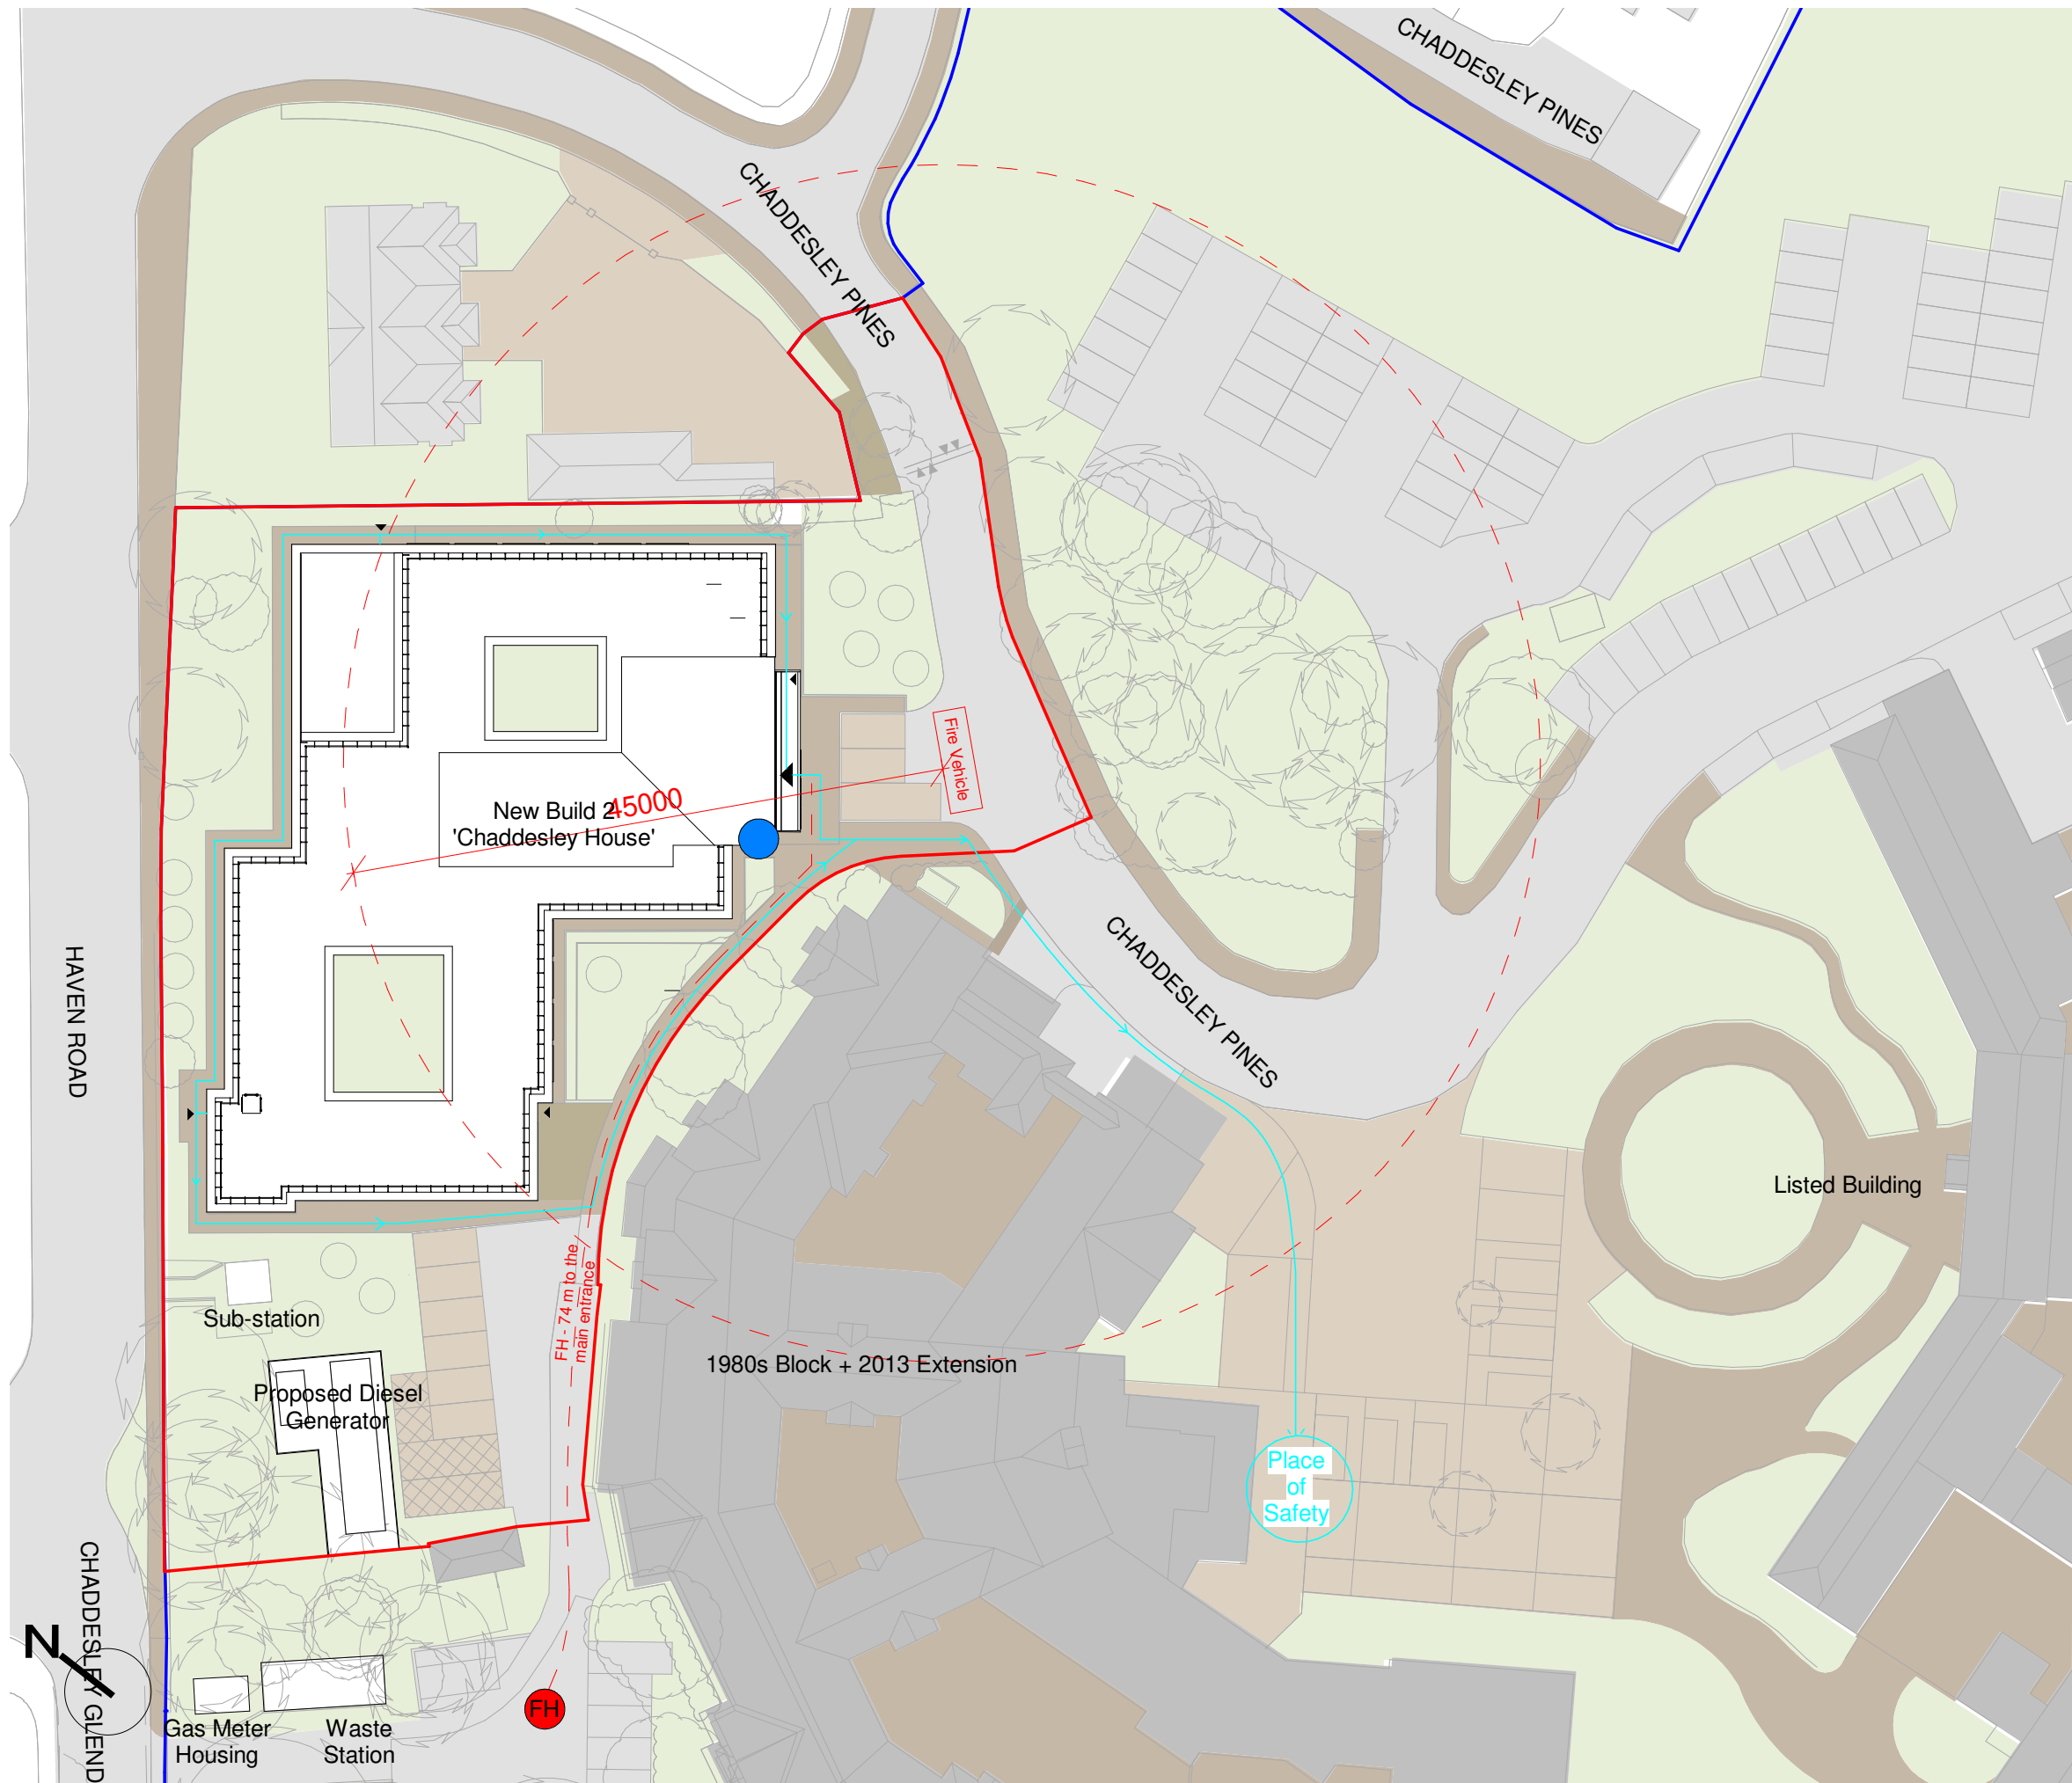 CHADDESLEY PINES
CHADDESLEY PINES
Fire Vehicle
45000
New Build 2
'Chaddesley House'
HAVEN ROAD
CHADDESLEY PINES
Listed Building
FH - 74 m to the
main entrance
Sub-station
1980s Block + 2013 Extension
Proposed Diesel
Generator
Place
of
Safety
CHADDESLEY GLEND
N
FH
Gas Meter
Housing
Waste
Station